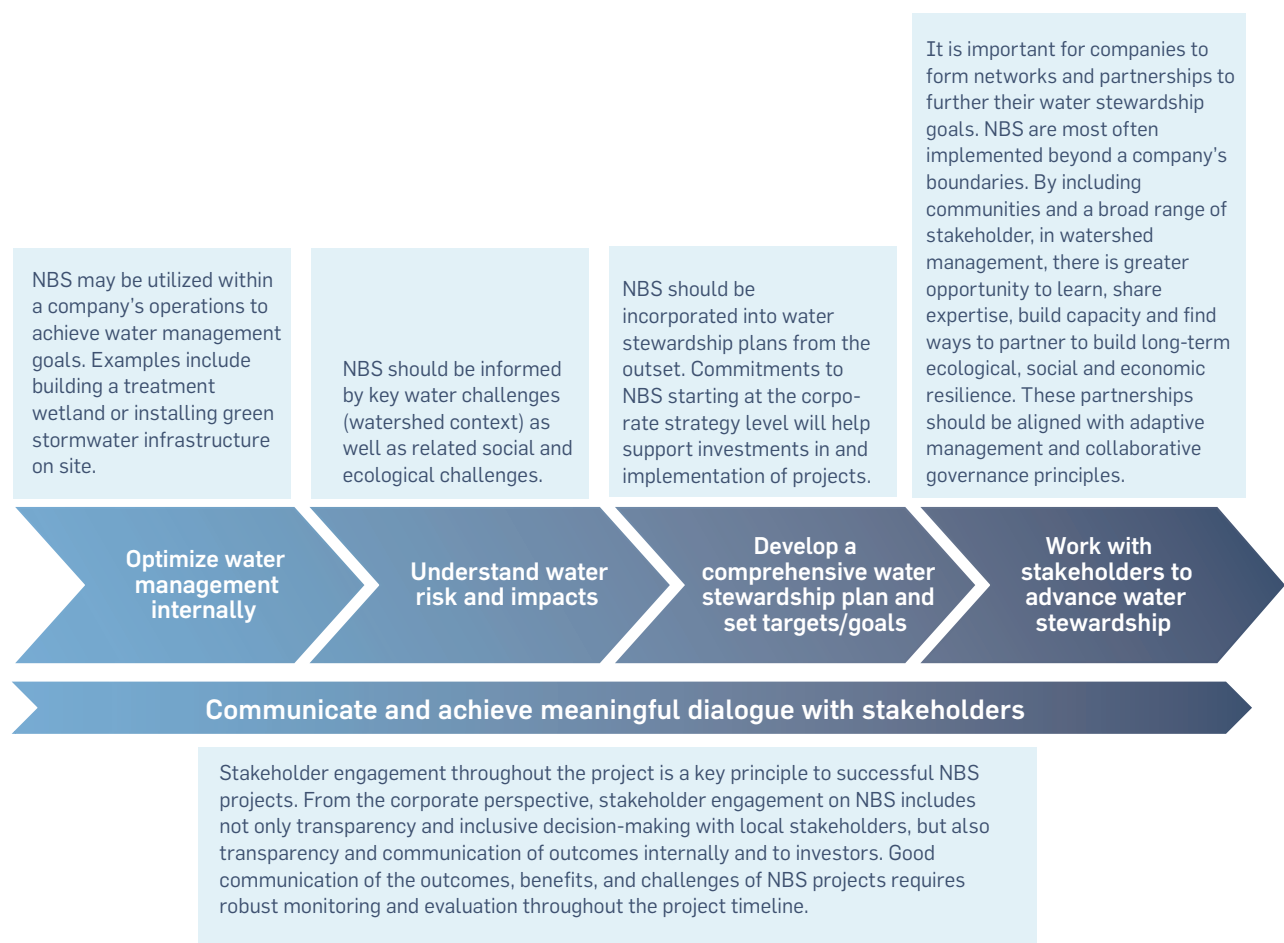 NBS may be utilized within
a company's operations to
achieve water management
goals. Examples include
building a treatment
wetland or installing green
stormwater infrastructure
on site.
NBS should be informed
by key water challenges
(watershed context) as
well as related social and
ecological challenges.
NBS should be
incorporated into water
stewardship plans from the
outset. Commitments to
NBS starting at the corpo-
rate strategy level will help
support investments in and
implementation of projects.
It is important for companies to
form networks and partnerships to
further their water stewardship
goals. NBS are most often
implemented beyond a company's
boundaries. By including
communities and a broad range of
stakeholder, in watershed
management, there is greater
opportunity to learn, share
expertise, build capacity and find
ways to partner to build long-term
ecological, social and economic
resilience. These partnerships
should be aligned with adaptive
management and collaborative
governance principles.
Optimize water
management
internally
Understand water
risk and impacts
Develop a
comprehensive water
stewardship plan and
set targets/goals
Work with
stakeholders to
advance water
stewardship
Communicate and achieve meaningful dialogue with stakeholders
Stakeholder engagement throughout the project is a key principle to successful NBS
projects. From the corporate perspective, stakeholder engagement on NBS includes
not only transparency and inclusive decision-making with local stakeholders, but also
transparency and communication of outcomes internally and to investors. Good
communication of the outcomes, benefits, and challenges of NBS projects requires
robust monitoring and evaluation throughout the project timeline.